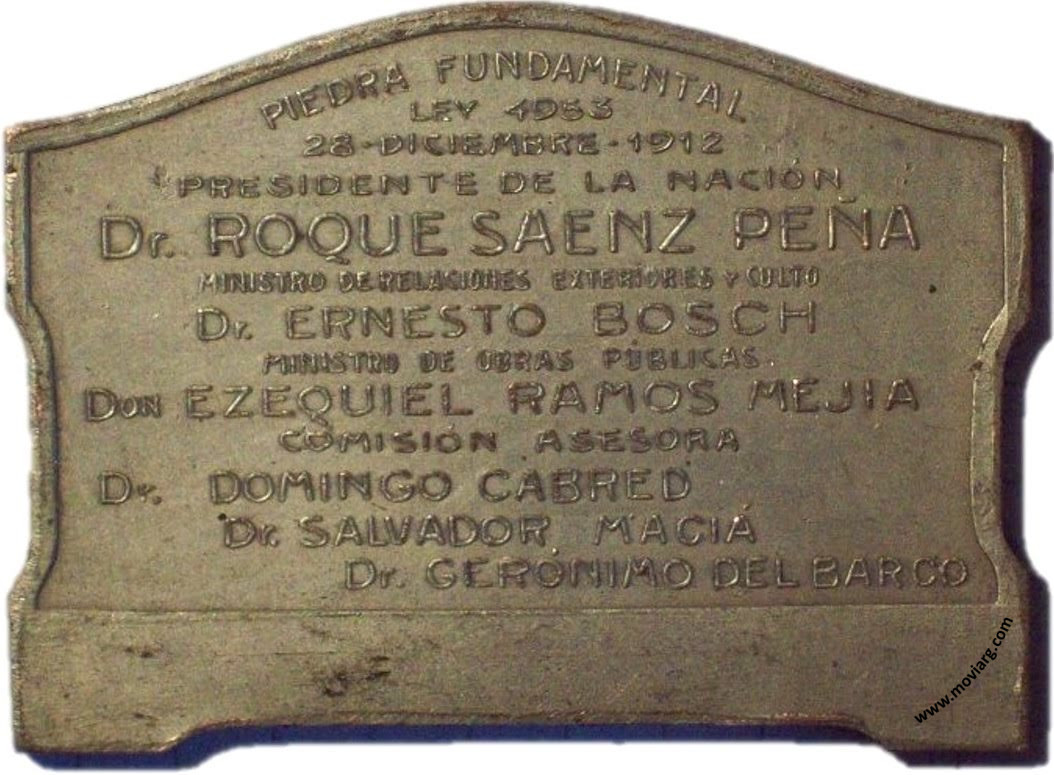 PIEDRA FUNDAMENTAL
LEY 4953
28-DICIEMBRE-1912
PRESIDENTE DE LA NACIÓN
Dr. ROQUE SAENZ PEÑA
MINISTRO DE RELACIONES EXTERIORES Y CULTO
Dr. ERNESTO BOSCH
MINISTRO DE OBRAS PÚBLICAS.
DON EZEQUIEL RAMOS MEJIA
COMISIÓN ASESORA
Dr. DOMINGO CABRED
Dr. SALVADOR MACIÁ
Dr. GERÓNIMO DEL BARCO
www.moviarg.com